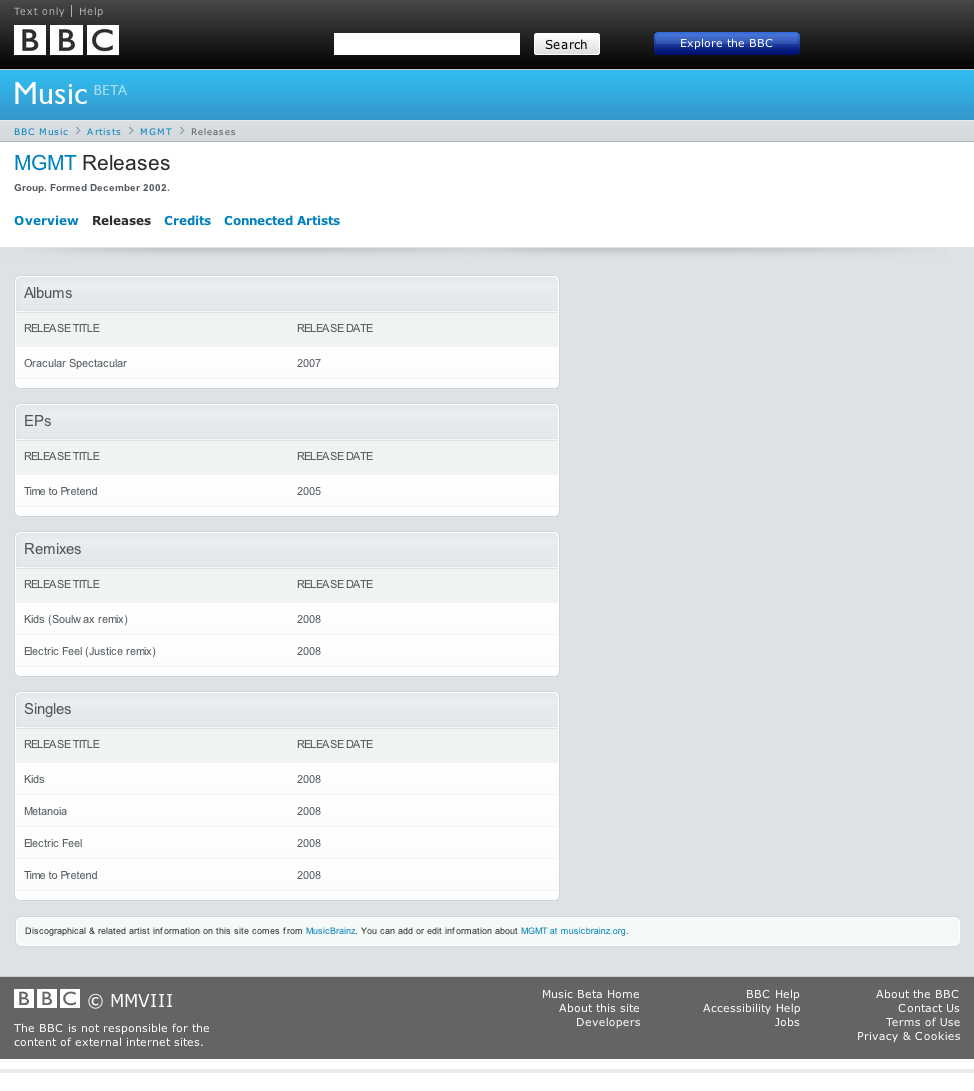 Text only | Help
BBC
Search
Explore the BBC
Music BETA
BBC Music > Artists > MGMT > Releases
MGMT Releases
Group. Formed December 2002.
Overview Releases Credits Connected Artists
Albums
RELEASE TITLE RELEASE DATE
Oracular Spectacular 2007
EPs
RELEASE TITLE RELEASE DATE
Time to Pretend 2005
Remixes
RELEASE TITLE RELEASE DATE
Kids (Soulwax remix) 2008
Electric Feel (Justice remix) 2008
Singles
RELEASE TITLE RELEASE DATE
Kids 2008
Metanoia 2008
Electric Feel 2008
Time to Pretend 2008
Discographical & related artist information on this site comes from MusicBrainz. You can add or edit information about MGMT at musicbrainz.org.
BBC © MMVIII
The BBC is not responsible for the
content of external internet sites.
Music Beta Home
About this site
Developers
BBC Help
Accessibility Help
Jobs
About the BBC
Contact Us
Terms of Use
Privacy & Cookies